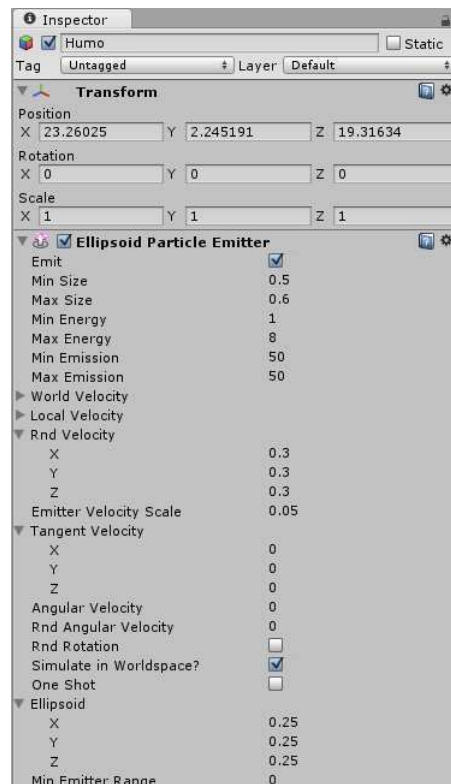 Inspector
Humo Static
Tag Untagged Layer Default
Transform
Position
X 23.26025 Y 2.245191 Z 19.31634
Rotation
X 0 Y 0 Z 0
Scale
X 1 Y 1 Z 1
Ellipsoid Particle Emitter
Emit
Min Size 0.5
Max Size 0.6
Min Energy 1
Max Energy 8
Min Emission 50
Max Emission 50
World Velocity
Local Velocity
Rnd Velocity
X 0.3
Y 0.3
Z 0.3
Emitter Velocity Scale 0.05
Tangent Velocity
X 0
Y 0
Z 0
Angular Velocity 0
Rnd Angular Velocity 0
Rnd Rotation
Simulate in Worldspace?
One Shot
Ellipsoid
X 0.25
Y 0.25
Z 0.25
Min Emitter Range 0